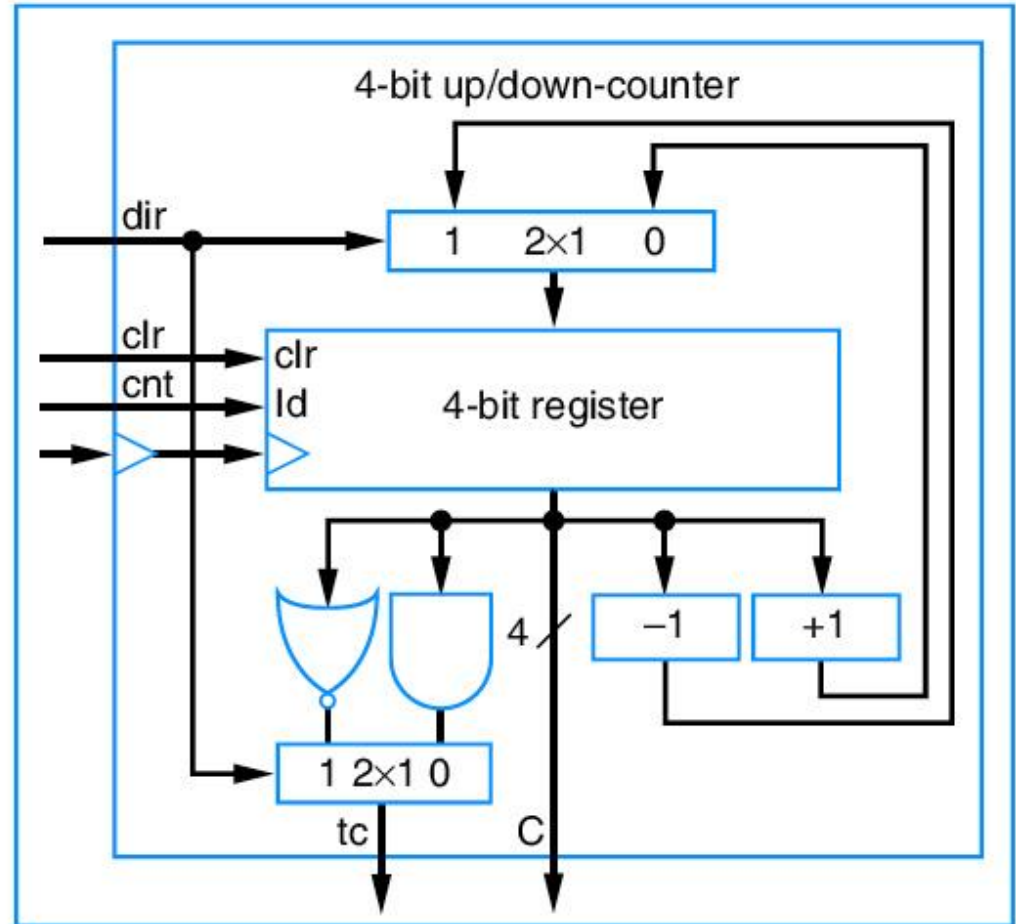 4-bit up/down-counter
dir
1 2×1 0
clr
clr
cnt
ld
4-bit register
4
–1
+1
1 2×1 0
tc
C